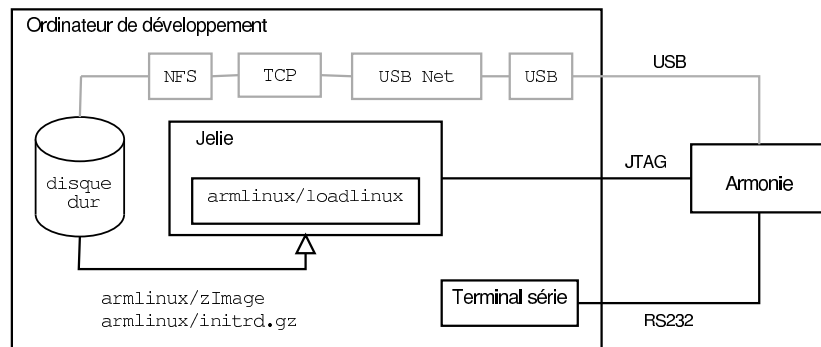 Ordinateur de développement
NFS
TCP
USB Net
USB
USB
Jelie
armlinux/loadlinux
disque
dur
JTAG
Armonie
armlinux/zImage
armlinux/initrd.gz
Terminal série
RS232